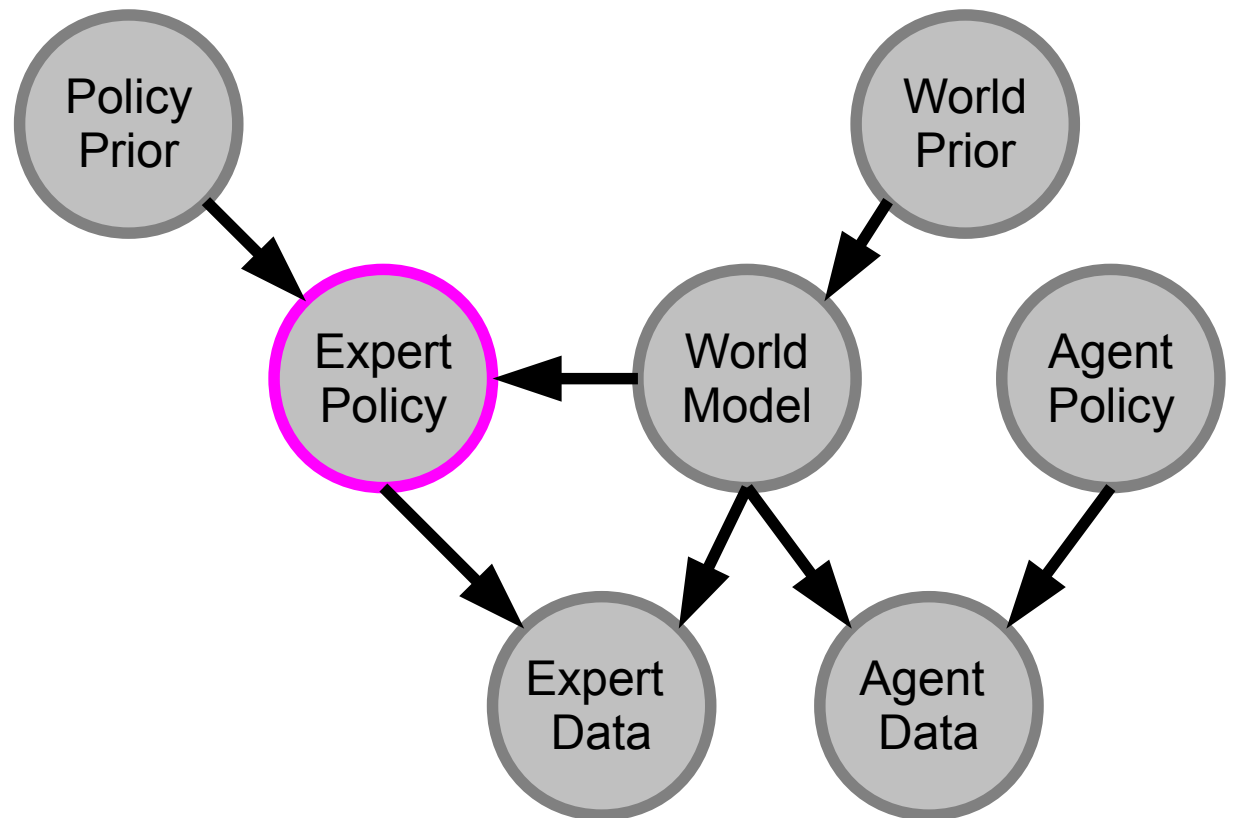 Policy
Prior
World
Prior
Expert
Policy
World
Model
Agent
Policy
Expert
Data
Agent
Data